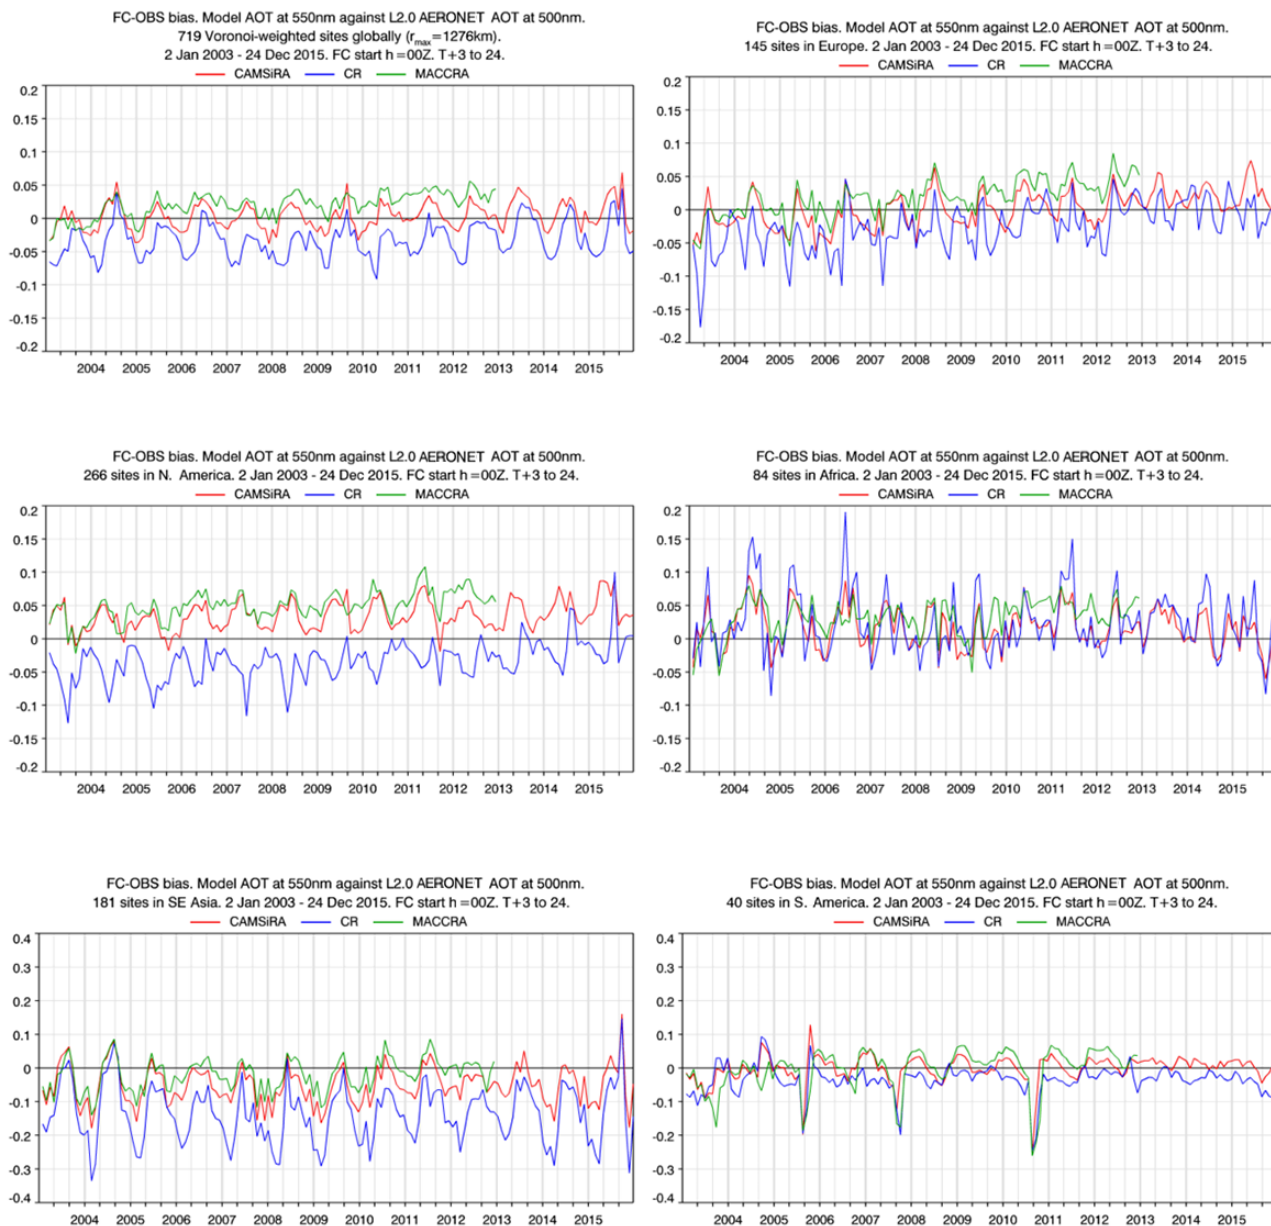 FC-OBS bias. Model AOT at 550nm against L2.0 AERONET AOT at 500nm.
719 Voronoi-weighted sites globally (rmax=1276km).
2 Jan 2003 - 24 Dec 2015. FC start h=00Z. T+3 to 24.
CAMSiRA CR MACCRA
0.2
0.15
0.1
0.05
0
-0.05
-0.1
-0.15
-0.2
2004 2005 2006 2007 2008 2009 2010 2011 2012 2013 2014 2015
FC-OBS bias. Model AOT at 550nm against L2.0 AERONET AOT at 500nm.
145 sites in Europe. 2 Jan 2003 - 24 Dec 2015. FC start h=00Z. T+3 to 24.
CAMSiRA CR MACCRA
0.2
0.15
0.1
0.05
0
-0.05
-0.1
-0.15
-0.2
2004 2005 2006 2007 2008 2009 2010 2011 2012 2013 2014 2015
FC-OBS bias. Model AOT at 550nm against L2.0 AERONET AOT at 500nm.
266 sites in N. America. 2 Jan 2003 - 24 Dec 2015. FC start h=00Z. T+3 to 24.
CAMSiRA CR MACCRA
0.2
0.15
0.1
0.05
0
-0.05
-0.1
-0.15
-0.2
2004 2005 2006 2007 2008 2009 2010 2011 2012 2013 2014 2015
FC-OBS bias. Model AOT at 550nm against L2.0 AERONET AOT at 500nm.
84 sites in Africa. 2 Jan 2003 - 24 Dec 2015. FC start h=00Z. T+3 to 24.
CAMSiRA CR MACCRA
0.2
0.15
0.1
0.05
0
-0.05
-0.1
-0.15
-0.2
2004 2005 2006 2007 2008 2009 2010 2011 2012 2013 2014 2015
FC-OBS bias. Model AOT at 550nm against L2.0 AERONET AOT at 500nm.
181 sites in SE Asia. 2 Jan 2003 - 24 Dec 2015. FC start h=00Z. T+3 to 24.
CAMSiRA CR MACCRA
0.4
0.3
0.2
0.1
0
-0.1
-0.2
-0.3
-0.4
2004 2005 2006 2007 2008 2009 2010 2011 2012 2013 2014 2015
FC-OBS bias. Model AOT at 550nm against L2.0 AERONET AOT at 500nm.
40 sites in S. America. 2 Jan 2003 - 24 Dec 2015. FC start h=00Z. T+3 to 24.
CAMSiRA CR MACCRA
0.4
0.3
0.2
0.1
0
-0.1
-0.2
-0.3
-0.4
2004 2005 2006 2007 2008 2009 2010 2011 2012 2013 2014 2015